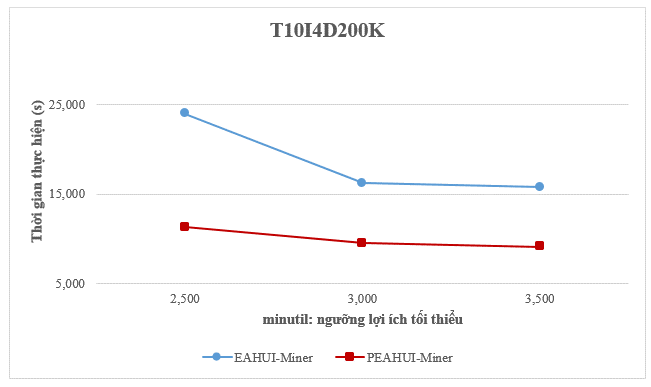 T10I4D200K
Thời gian thực hiện (s)
25,000
15,000
5,000
2,500 3,000 3,500
minutil: ngưỡng lợi ích tối thiểu
EAHUI-Miner PEAHUI-Miner